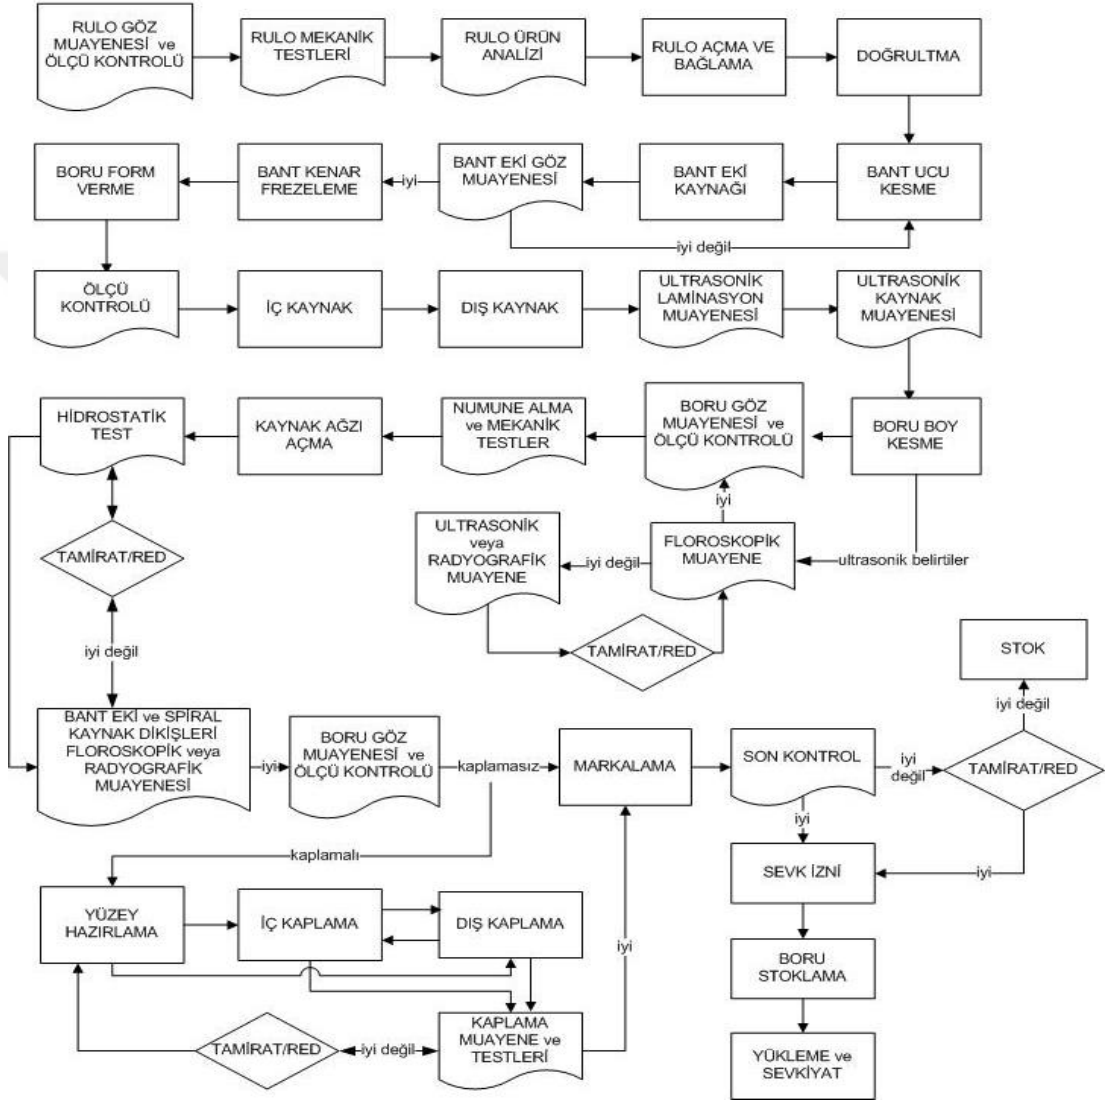 RULO GÖZ
MUAYENESİ ve
ÖLÇÜ KONTROLÜ
RULO MEKANİK
TESTLERİ
RULO ÜRÜN
ANALİZİ
RULO AÇMA VE
BAĞLAMA
DOĞRULTMA
BORU FORM
VERME
BANT KENAR
FREZELEME
iyi
BANT EKİ GÖZ
MUAYENESİ
BANT EKİ
KAYNAĞI
BANT UCU
KESME
iyi değil
ÖLÇÜ
KONTROLÜ
İÇ KAYNAK
DIŞ KAYNAK
ULTRASONİK
LAMİNASYON
MUAYENESİ
ULTRASONİK
KAYNAK
MUAYENESİ
HİDROSTATİK
TEST
KAYNAK AĞZI
AÇMA
NUMUNE ALMA
ve MEKANİK
TESTLER
BORU GÖZ
MUAYENESİ ve
ÖLÇÜ KONTROLÜ
BORU BOY
KESME
iyi
TAMİRAT/RED
ULTRASONİK
veya
RADYOGRAFİK
MUAYENE
iyi değil
FLOROSKOPİK
MUAYENE
ultrasonik belirtiler
iyi değil
TAMİRAT/RED
STOK
iyi değil
BANT EKİ ve SPİRAL
KAYNAK DİKİŞLERİ
FLOROSKOPİK veya
RADYOGRAFİK
MUAYENESİ
iyi
BORU GÖZ
MUAYENESİ ve
ÖLÇÜ KONTROLÜ
kaplamasız
MARKALAMA
SON KONTROL
iyi
değil
TAMİRAT/RED
iyi
kaplamalı
SEVK İZNİ
iyi
YÜZEY
HAZIRLAMA
İÇ KAPLAMA
DIŞ KAPLAMA
iyi
BORU
STOKLAMA
TAMİRAT/RED
iyi değil
KAPLAMA
MUAYENE ve
TESTLERİ
YÜKLEME ve
SEVKİYAT